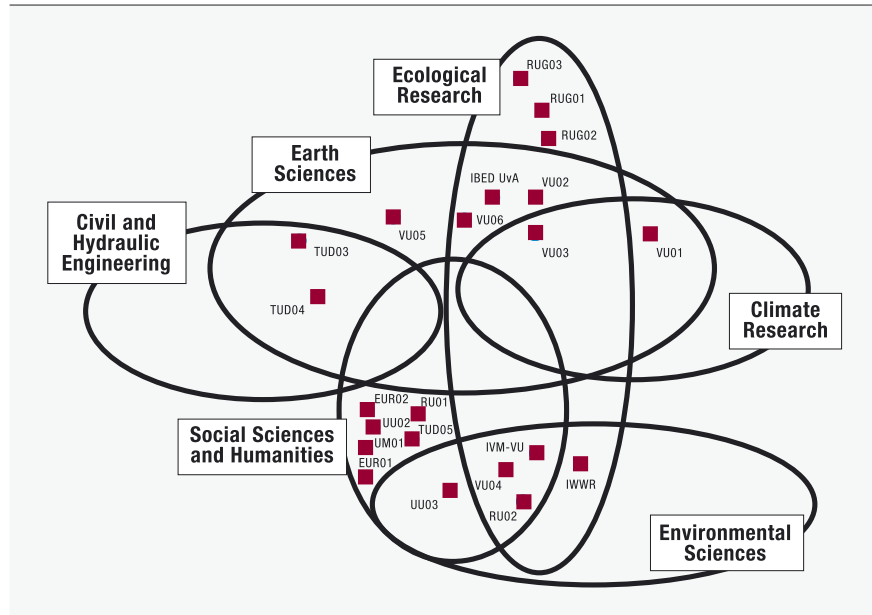 RUG03
Ecological
Research
RUG01
RUG02
Earth
Sciences
IBED UvA
VU02
Civil and
Hydraulic
Engineering
VU05
VU06
TUD03
VU03
VU01
TUD04
Climate
Research
EUR02
RU01
UU02
TUD05
Social Sciences
and Humanities
UM01
EUR01
IVM-VU
VU04
IWWR
UU03
RU02
Environmental
Sciences